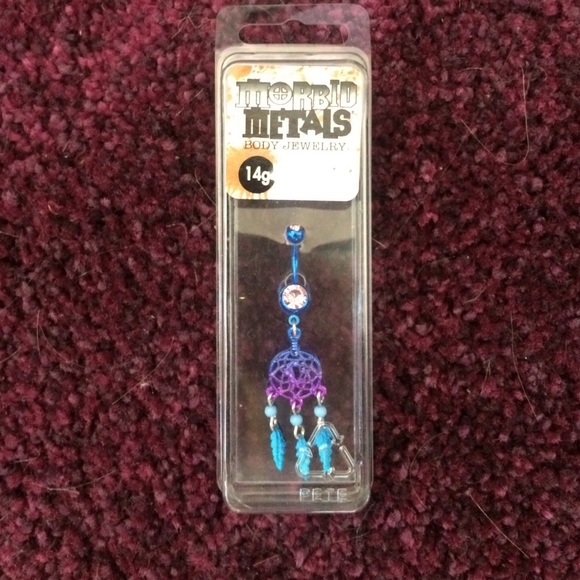 MORBID
METALS
BODY JEWELRY
14g
PETE